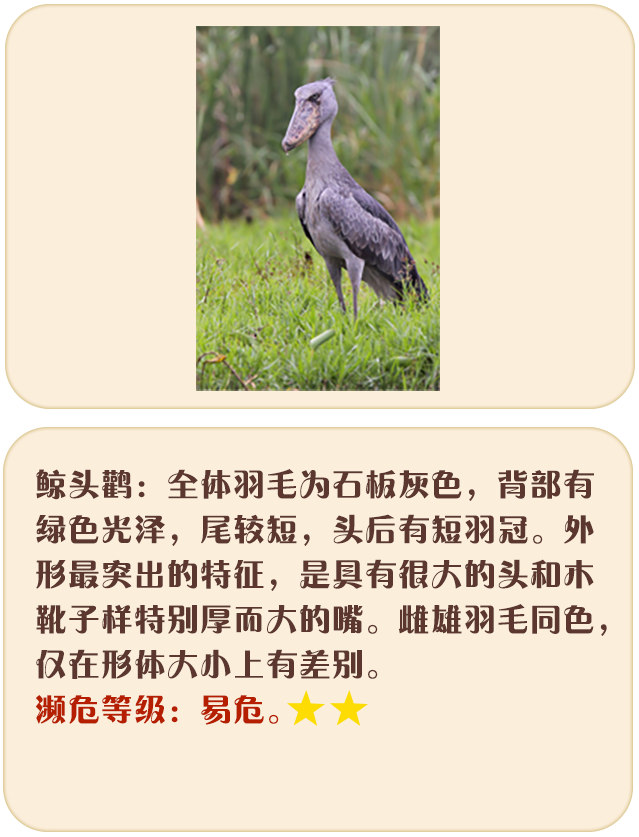 鲸头鹳：全体羽毛为石板灰色，背部有
绿色光泽，尾较短，头后有短羽冠。外
形最突出的特征，是具有很大的头和木
靴子样特别厚而大的嘴。雌雄羽毛同色，
仅在形体大小上有差别。
濒危等级：易危。★★